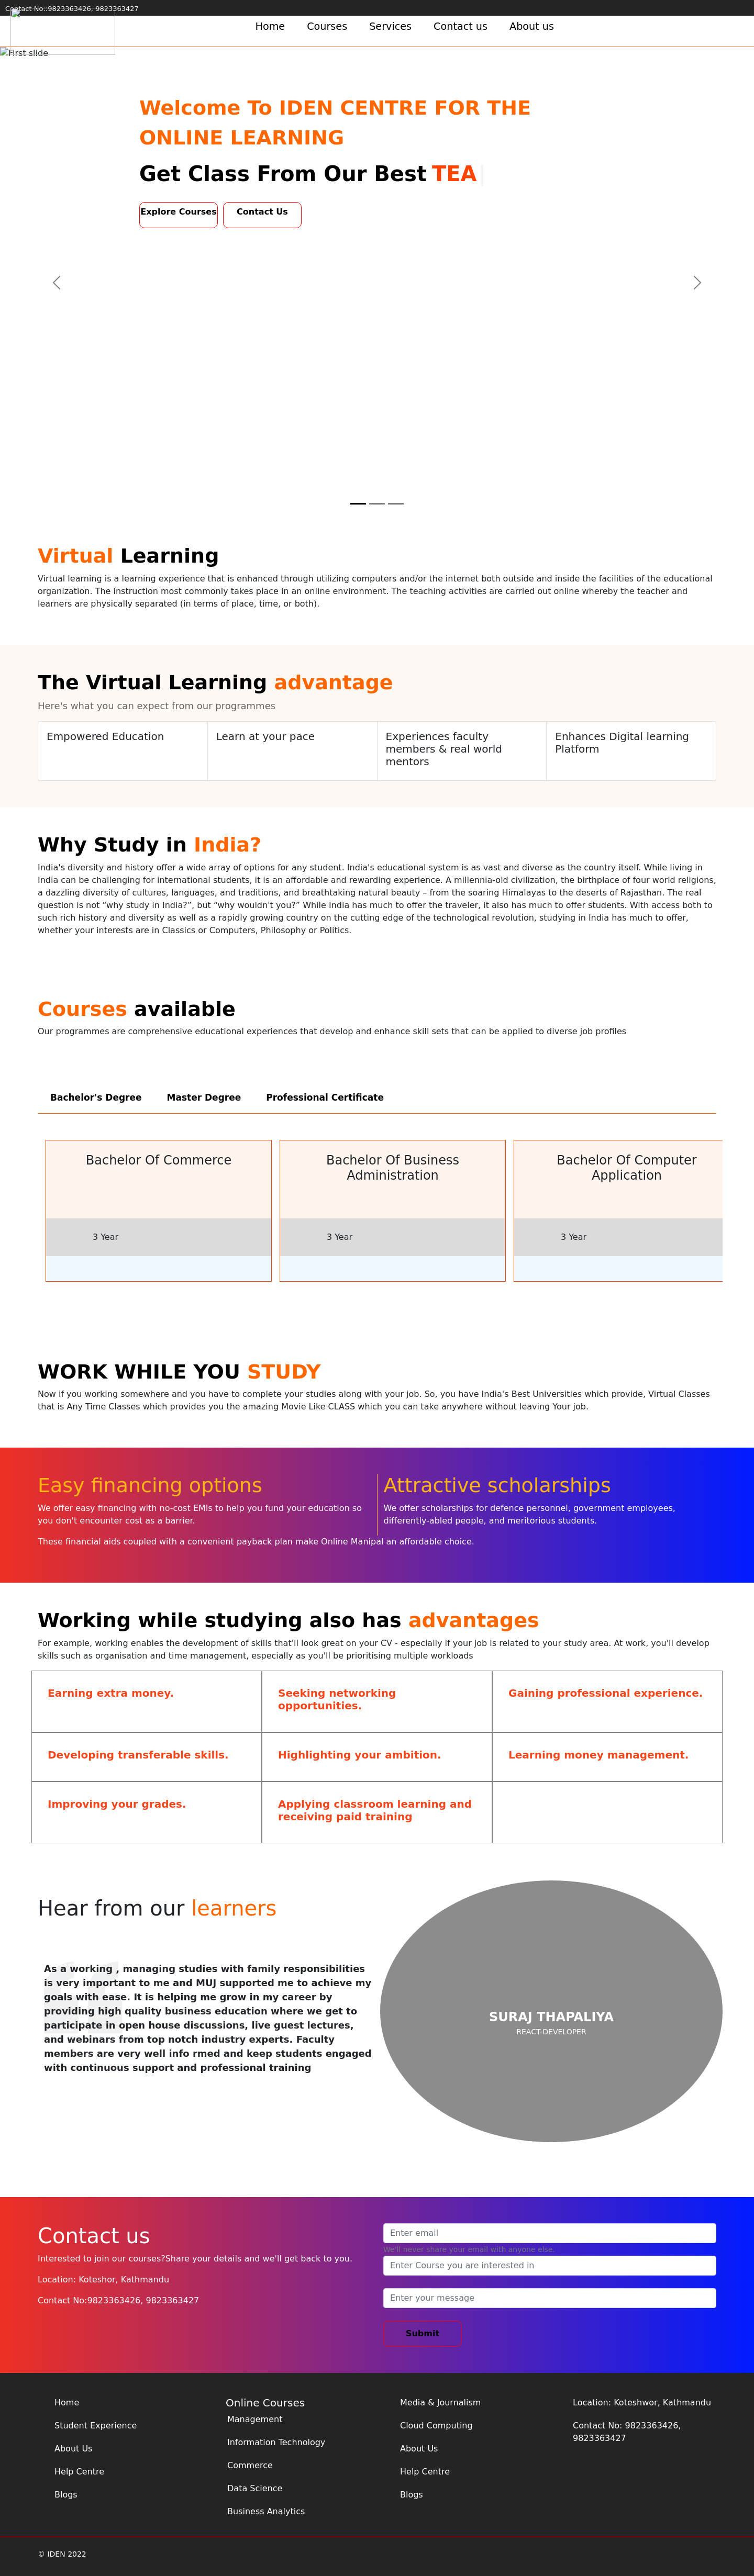 Contact No.:9823363426, 9823363427
Home Courses Services Contact us About us
First slide
Welcome To IDEN CENTRE FOR THE
ONLINE LEARNING
Get Class From Our Best TEA
Explore Courses Contact Us
Virtual Learning
Virtual learning is a learning experience that is enhanced through utilizing computers and/or the internet both outside and inside the facilities of the educational
organization. The instruction most commonly takes place in an online environment. The teaching activities are carried out online whereby the teacher and
learners are physically separated (in terms of place, time, or both).
The Virtual Learning advantage
Here's what you can expect from our programmes
Empowered Education
Learn at your pace
Experiences faculty
members & real world
mentors
Enhances Digital learning
Platform
Why Study in India?
India's diversity and history offer a wide array of options for any student. India's educational system is as vast and diverse as the country itself. While living in
India can be challenging for international students, it is an affordable and rewarding experience. A millennia-old civilization, the birthplace of four world religions,
a dazzling diversity of cultures, languages, and traditions, and breathtaking natural beauty – from the soaring Himalayas to the deserts of Rajasthan. The real
question is not “why study in India?”, but “why wouldn't you?” While India has much to offer the traveler, it also has much to offer students. With access both to
such rich history and diversity as well as a rapidly growing country on the cutting edge of the technological revolution, studying in India has much to offer,
whether your interests are in Classics or Computers, Philosophy or Politics.
Courses available
Our programmes are comprehensive educational experiences that develop and enhance skill sets that can be applied to diverse job profiles
Bachelor's Degree Master Degree Professional Certificate
Bachelor Of Commerce
3 Year
Bachelor Of Business
Administration
3 Year
Bachelor Of Computer
Application
3 Year
WORK WHILE YOU STUDY
Now if you working somewhere and you have to complete your studies along with your job. So, you have India's Best Universities which provide, Virtual Classes
that is Any Time Classes which provides you the amazing Movie Like CLASS which you can take anywhere without leaving Your job.
Easy financing options
We offer easy financing with no-cost EMIs to help you fund your education so
you don't encounter cost as a barrier.
Attractive scholarships
We offer scholarships for defence personnel, government employees,
differently-abled people, and meritorious students.
These financial aids coupled with a convenient payback plan make Online Manipal an affordable choice.
Working while studying also has advantages
For example, working enables the development of skills that'll look great on your CV - especially if your job is related to your study area. At work, you'll develop
skills such as organisation and time management, especially as you'll be prioritising multiple workloads
Earning extra money.
Seeking networking
opportunities.
Gaining professional experience.
Developing transferable skills.
Highlighting your ambition.
Learning money management.
Improving your grades.
Applying classroom learning and
receiving paid training
Hear from our learners
As a working , managing studies with family responsibilities
is very important to me and MUJ supported me to achieve my
goals with ease. It is helping me grow in my career by
providing high quality business education where we get to
participate in open house discussions, live guest lectures,
and webinars from top notch industry experts. Faculty
members are very well info rmed and keep students engaged
with continuous support and professional training
SURAJ THAPALIYA
REACT-DEVELOPER
Contact us
Interested to join our courses?Share your details and we'll get back to you.
Location: Koteshor, Kathmandu
Contact No:9823363426, 9823363427
Enter email
We'll never share your email with anyone else.
Enter Course you are interested in
Enter your message
Submit
Home
Student Experience
About Us
Help Centre
Blogs
Online Courses
Management
Information Technology
Commerce
Data Science
Business Analytics
Media & Journalism
Cloud Computing
About Us
Help Centre
Blogs
Location: Koteshwor, Kathmandu
Contact No: 9823363426,
9823363427
© IDEN 2022